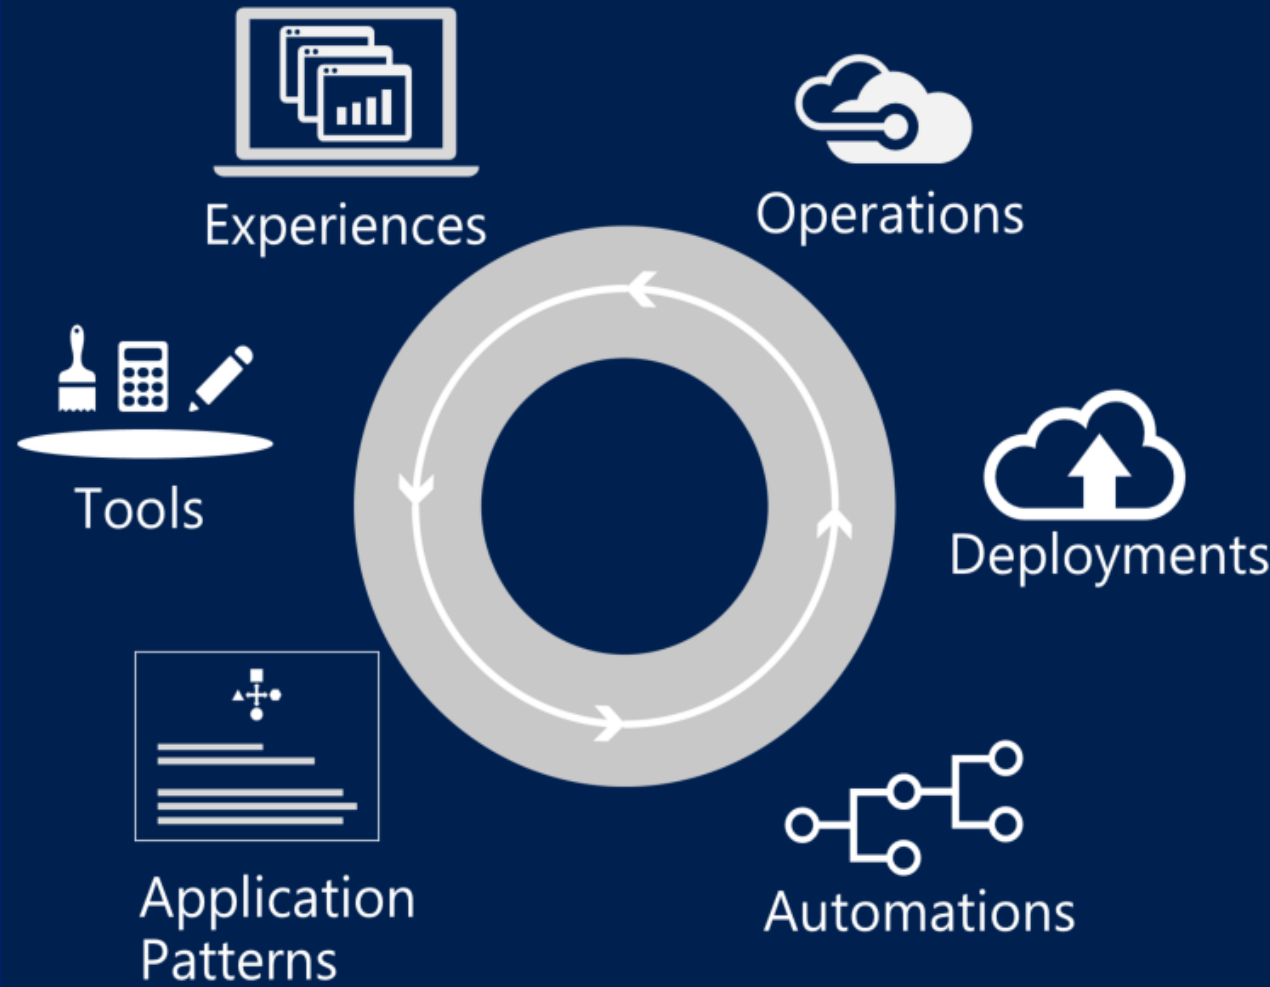 Experiences
Operations
Tools
Deployments
Application
Patterns
Automations